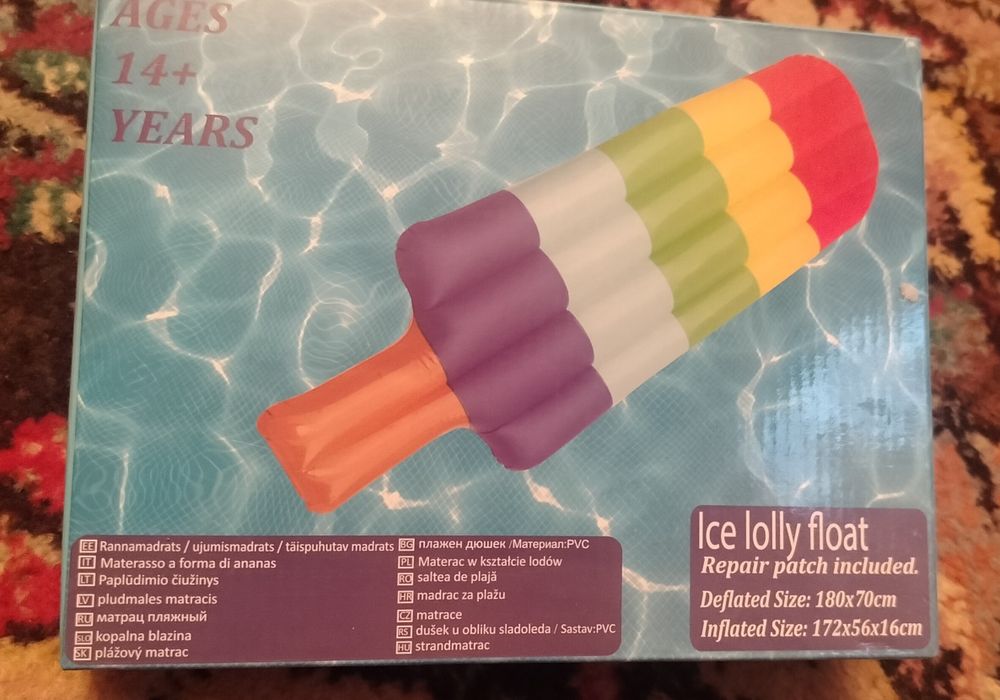 AGES
14+
YEARS
EE Rannamadrats / ujumismadrats / täispuhutav madrats
IT Materasso a forma di ananas
LT Paplūdimio čiužinys
LV pludmales matracis
RU матрац пляжный
SLO kopalna blazina
SK plážový matrac
BG плажен дюшек /Материал:PVC
PL Materac w kształcie lodów
RO saltea de plajă
HR madrac za plažu
CZ matrace
RS dušek u obliku sladoleda / Sastav:PVC
HU strandmatrac
Ice lolly float
Repair patch included.
Deflated Size: 180x70cm
Inflated Size: 172x56x16cm